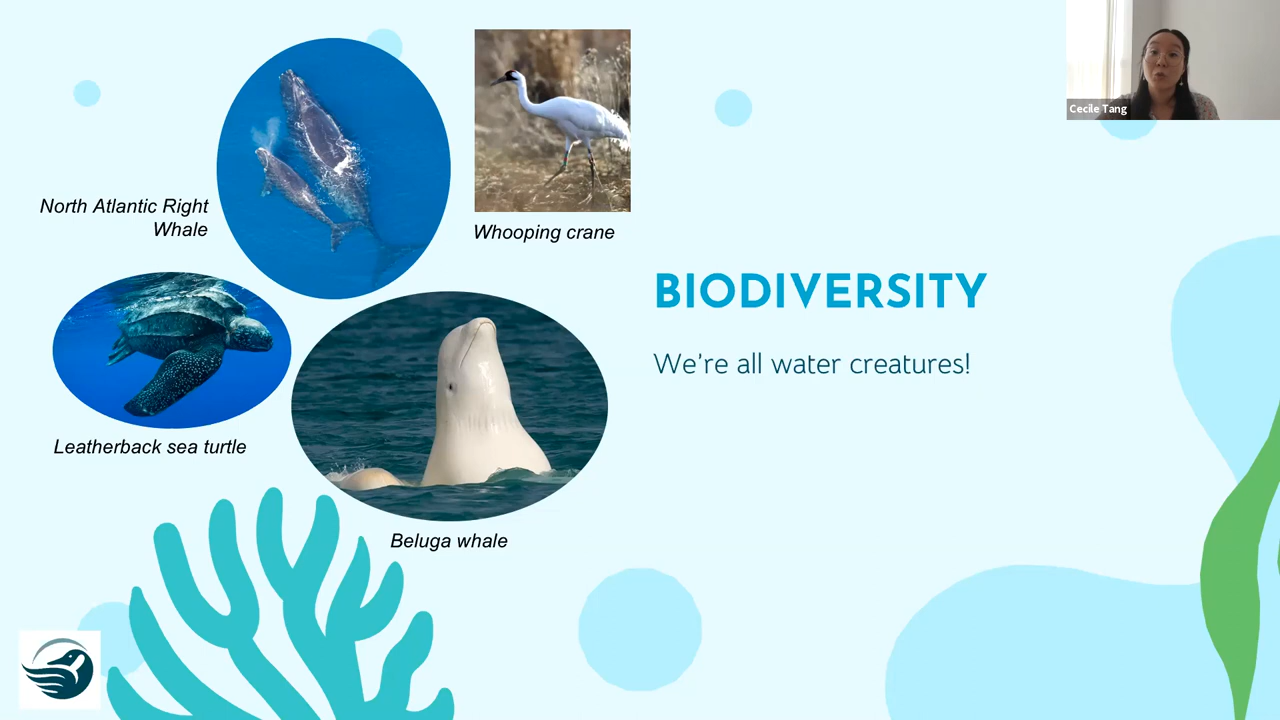 Cecile Tang
North Atlantic Right
Whale
Whooping crane
BIODIVERSITY
We're all water creatures!
Leatherback sea turtle
Beluga whale